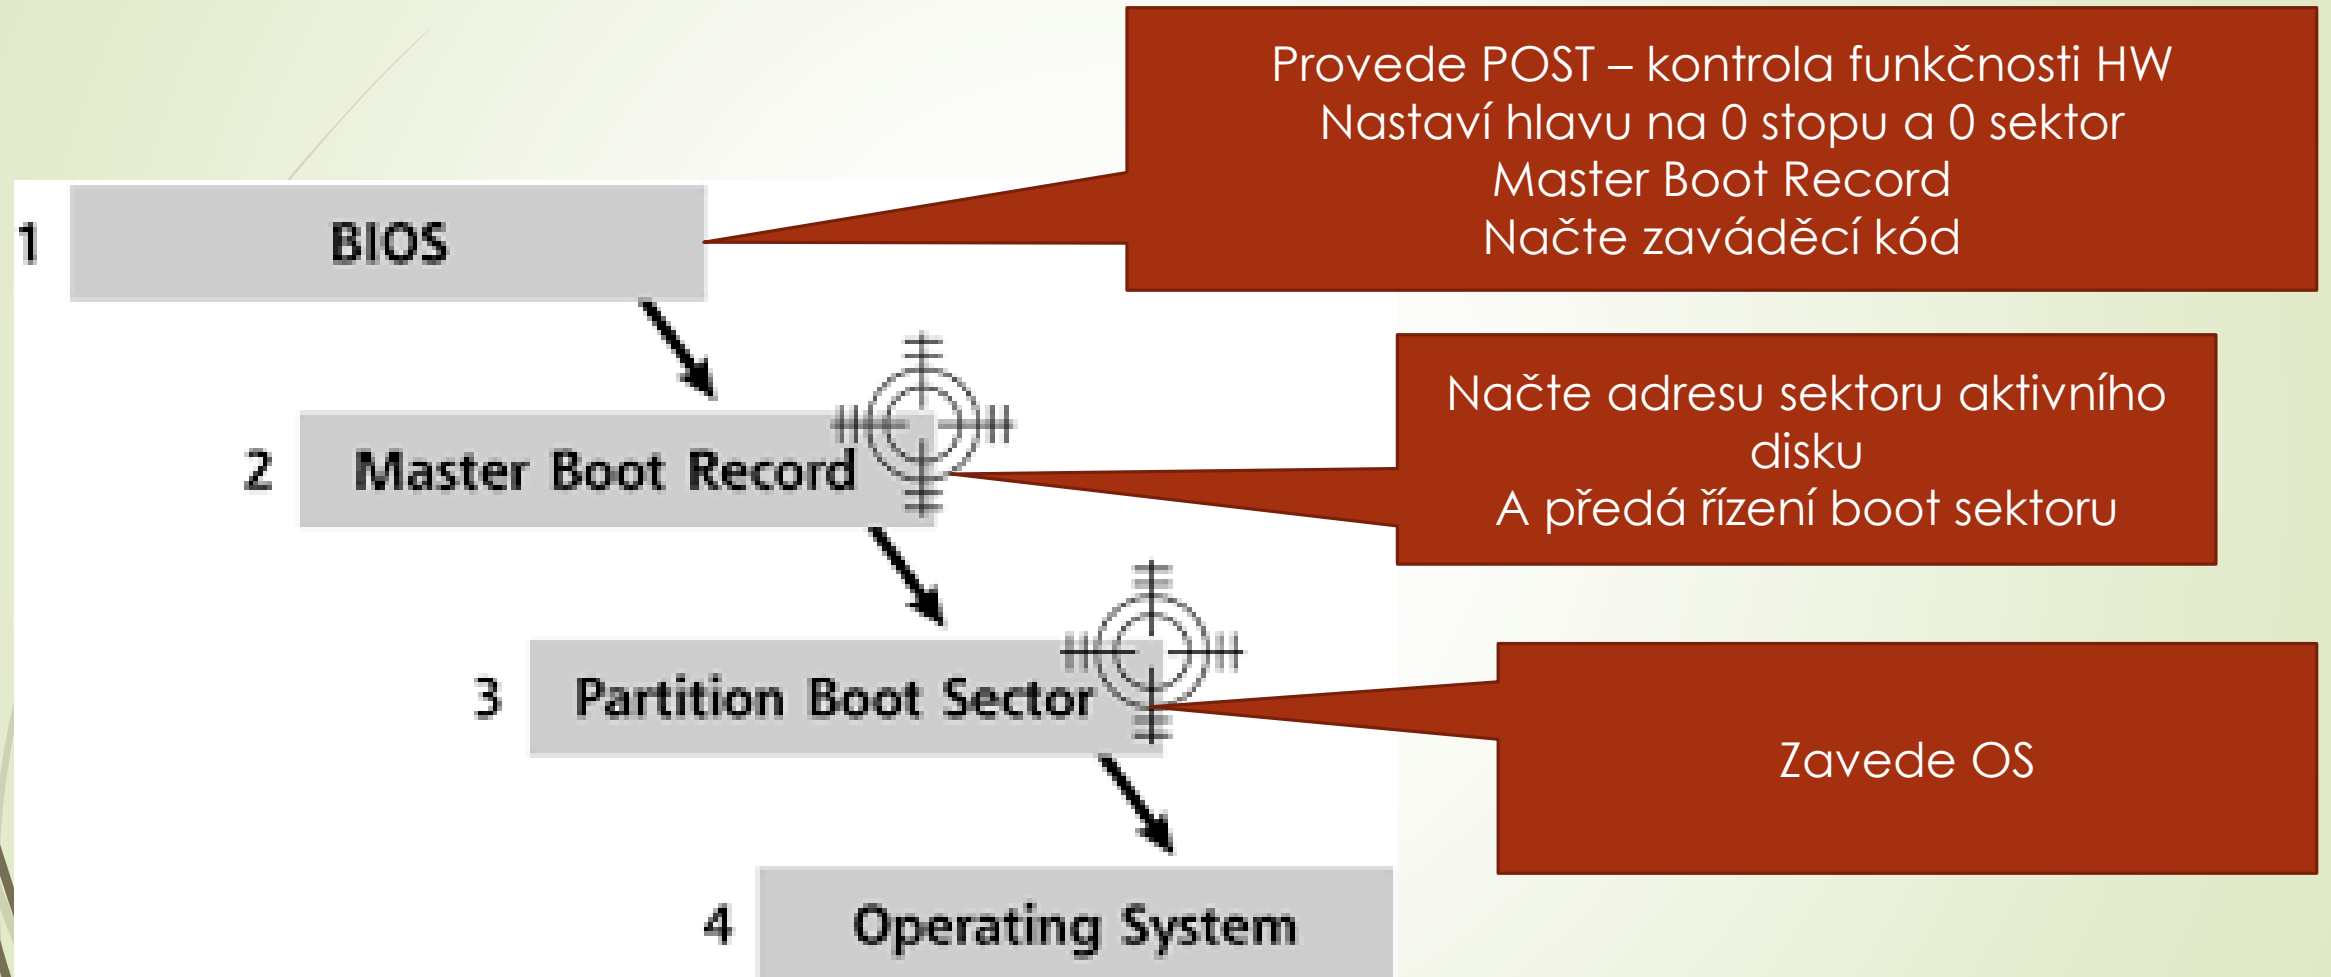 Provede POST – kontrola funkčnosti HW
Nastaví hlavu na 0 stopu a 0 sektor
Master Boot Record
Načte zaváděcí kód
1 BIOS
Načte adresu sektoru aktivního
disku
A předá řízení boot sektoru
2 Master Boot Record
3 Partition Boot Sector
Zavede OS
4 Operating System